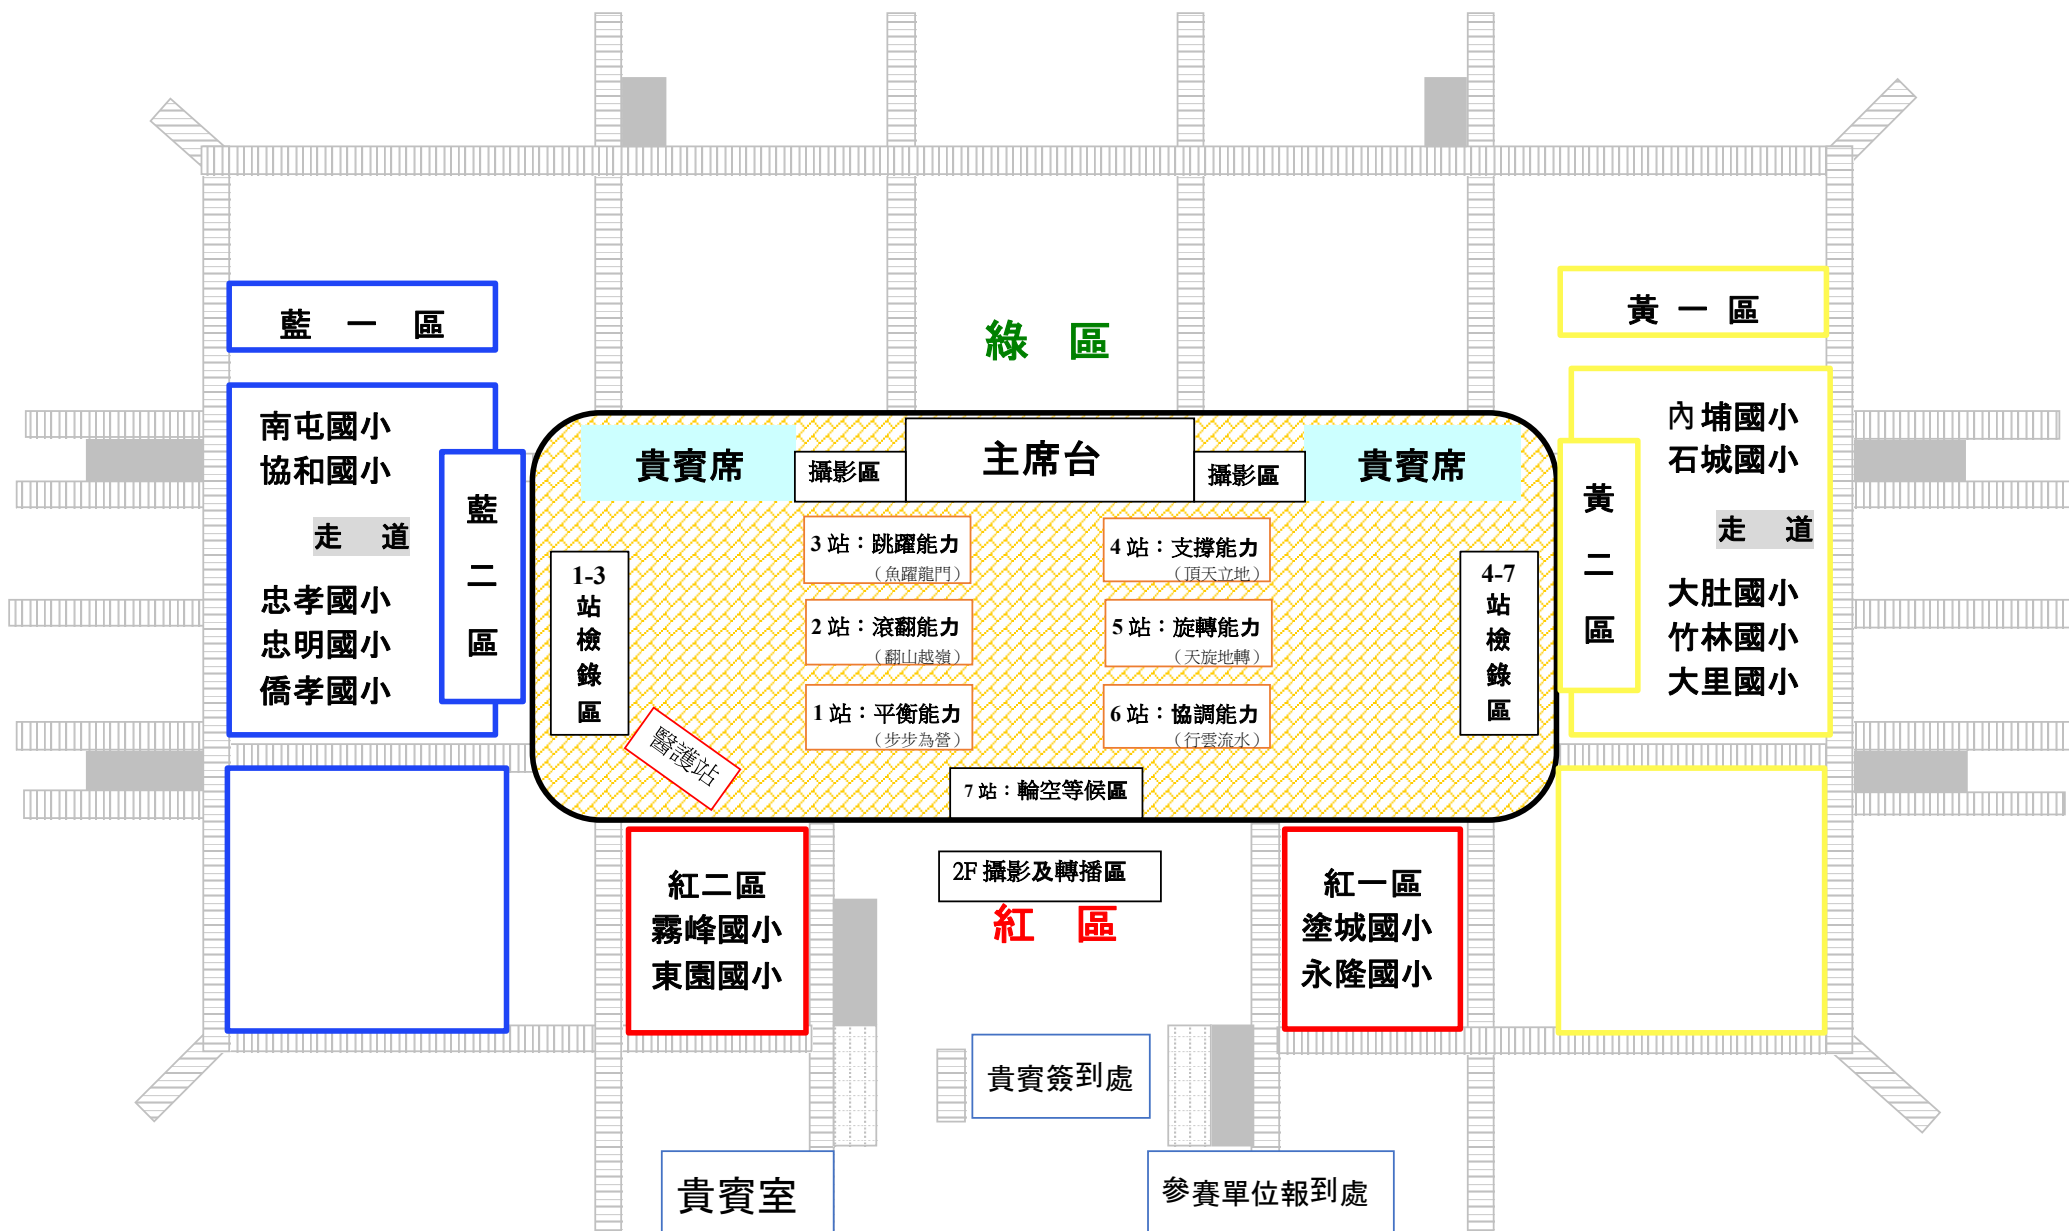 綠 區
藍 一 區
黃 一 區
南屯國小
協和國小
走 道
忠孝國小
忠明國小
僑孝國小
藍
二
區
貴賓席
攝影區
主席台
攝影區
貴賓席
1-3
站
檢
錄
區
3 站：跳躍能力
（魚躍龍門）
2 站：滾翻能力
（翻山越嶺）
1 站：平衡能力
（步步為營）
4 站：支撐能力
（頂天立地）
5 站：旋轉能力
（天旋地轉）
6 站：協調能力
（行雲流水）
4-7
站
檢
錄
區
醫護站
7 站：輪空等候區
黃
二
區
內埔國小
石城國小
走 道
大肚國小
竹林國小
大里國小
紅二區
霧峰國小
東園國小
2F 攝影及轉播區
紅 區
紅一區
塗城國小
永隆國小
貴賓簽到處
貴賓室
參賽單位報到處